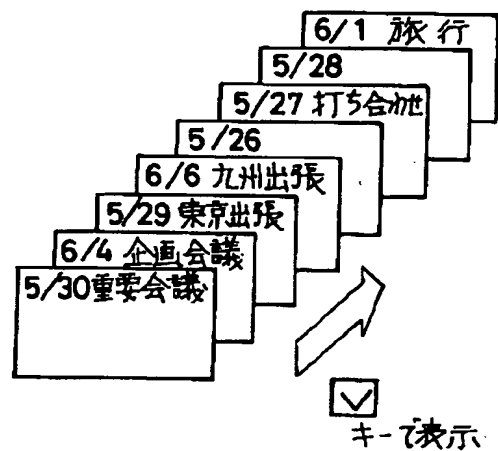 6/1 旅行
5/28
5/27 打ち合わせ
5/26
6/6 九州出張
5/29 東京出張
6/4 企画会議
5/30重要会議
キーで表示